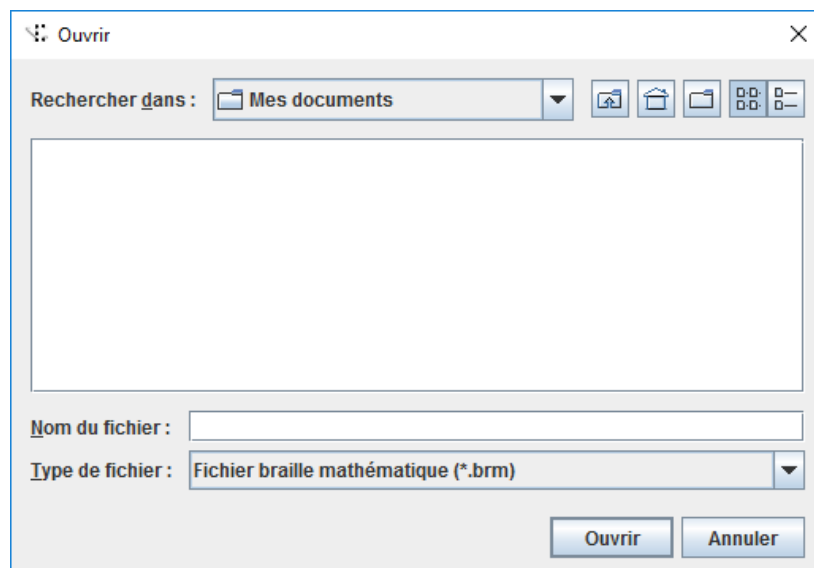 Ouvrir
Rechercher dans : Mes documents
Nom du fichier :
Type de fichier : Fichier braille mathématique (*.brm)
Ouvrir Annuler